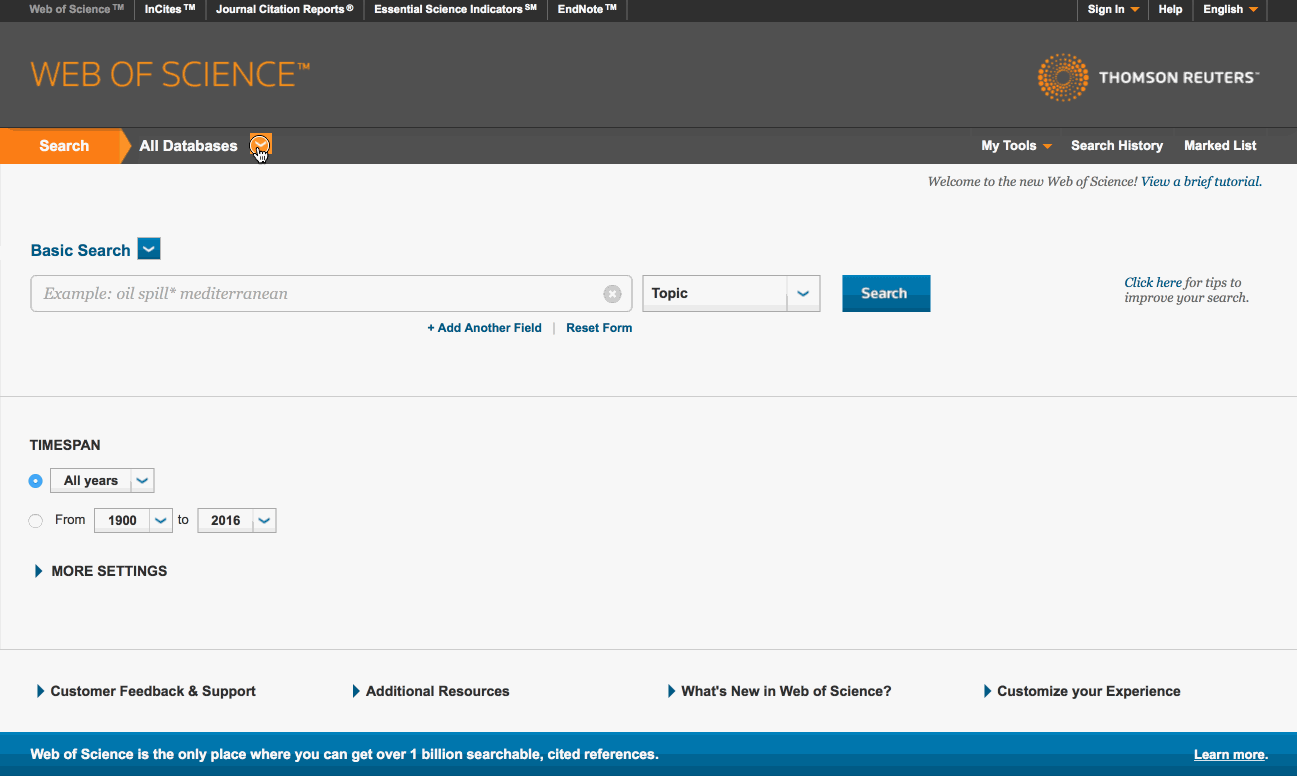 Web of Science™ InCites™ Journal Citation Reports® Essential Science Indicators℠ EndNote™ Sign In Help English
WEB OF SCIENCE™ THOMSON REUTERS™
Search All Databases My Tools Search History Marked List
Welcome to the new Web of Science! View a brief tutorial.
Basic Search
Example: oil spill* mediterranean Topic Search
Click here for tips to
improve your search.
+ Add Another Field | Reset Form
TIMESPAN
All years
From 1900 to 2016
MORE SETTINGS
Customer Feedback & Support Additional Resources What's New in Web of Science? Customize your Experience
Web of Science is the only place where you can get over 1 billion searchable, cited references. Learn more.